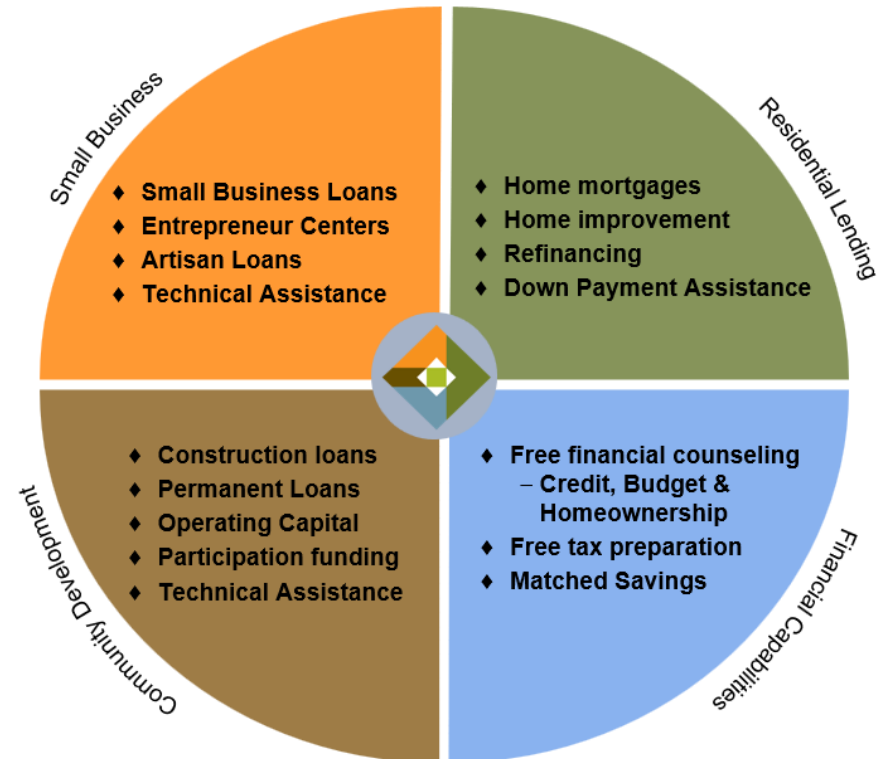 Small Business
♦ Small Business Loans
♦ Entrepreneur Centers
♦ Artisan Loans
♦ Technical Assistance
Residential Lending
♦ Home mortgages
♦ Home improvement
♦ Refinancing
♦ Down Payment Assistance
Community Development
♦ Construction loans
♦ Permanent Loans
♦ Operating Capital
♦ Participation funding
♦ Technical Assistance
Financial Capabilities
♦ Free financial counseling
– Credit, Budget &
Homeownership
♦ Free tax preparation
♦ Matched Savings